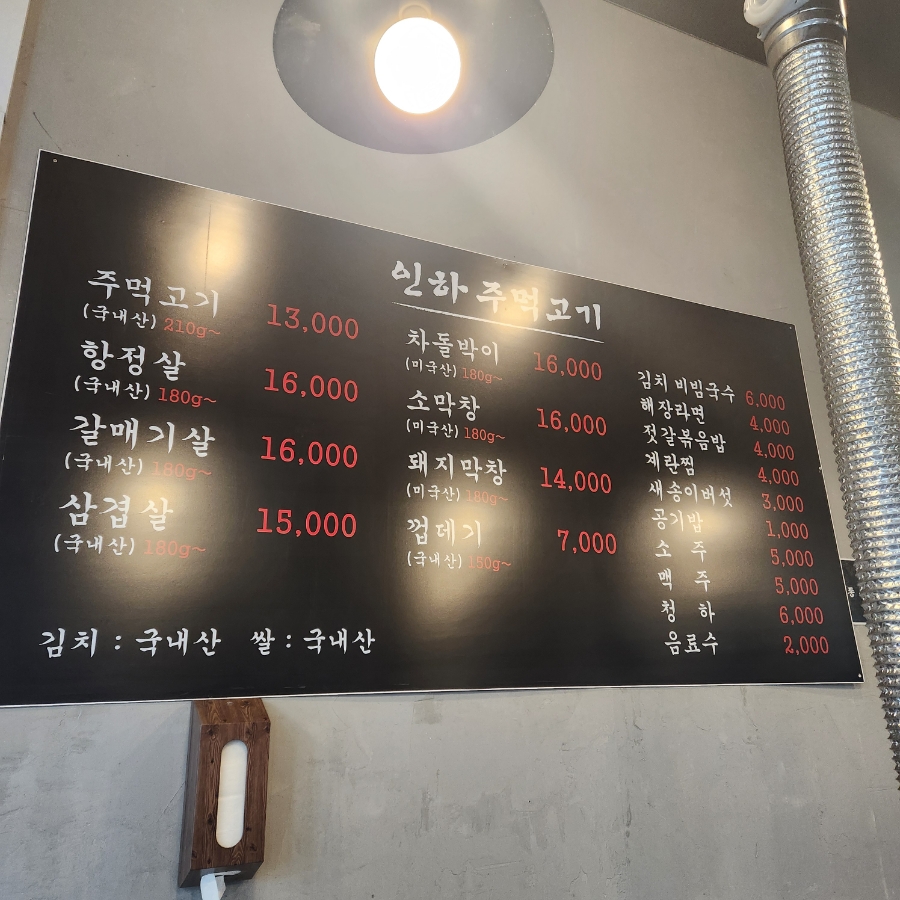 인하 주먹고기
주먹고기 13,000
(국내산) 210g~
항정살 16,000
(국내산) 180g~
갈매기살 16,000
(국내산) 180g~
삼겹살 15,000
(국내산) 180g~
김치 : 국내산 쌀 : 국내산
차돌박이 16,000
(미국산) 180g~
소막창 16,000
(미국산) 180g~
돼지막창 14,000
(미국산) 180g~
껍데기 7,000
(국내산) 150g~
김치 비빔국수 6,000
해장라면 4,000
젓갈볶음밥 4,000
계란찜 4,000
새송이버섯 3,000
공기밥 1,000
소 주 5,000
맥 주 5,000
청 하 6,000
음료수 2,000